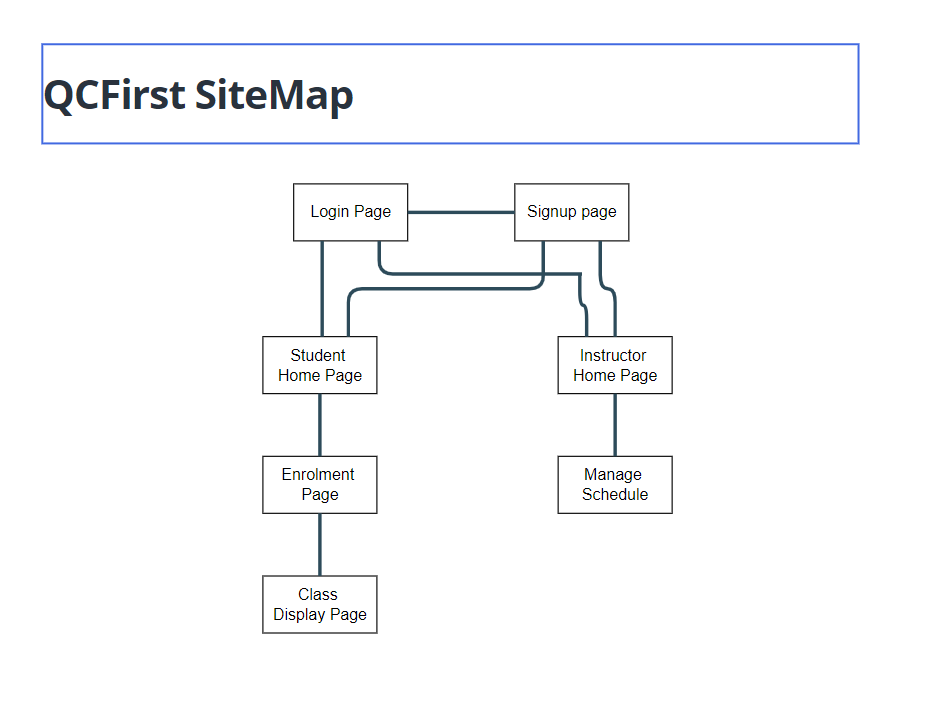 QCFirst SiteMap
Login Page
Signup page
Student
Home Page
Instructor
Home Page
Enrolment
Page
Manage
Schedule
Class
Display Page